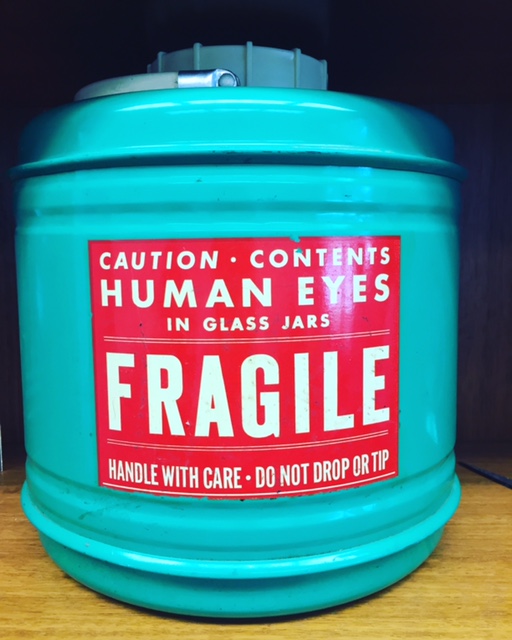 CAUTION · CONTENTS
HUMAN EYES
IN GLASS JARS
FRAGILE
HANDLE WITH CARE · DO NOT DROP OR TIP